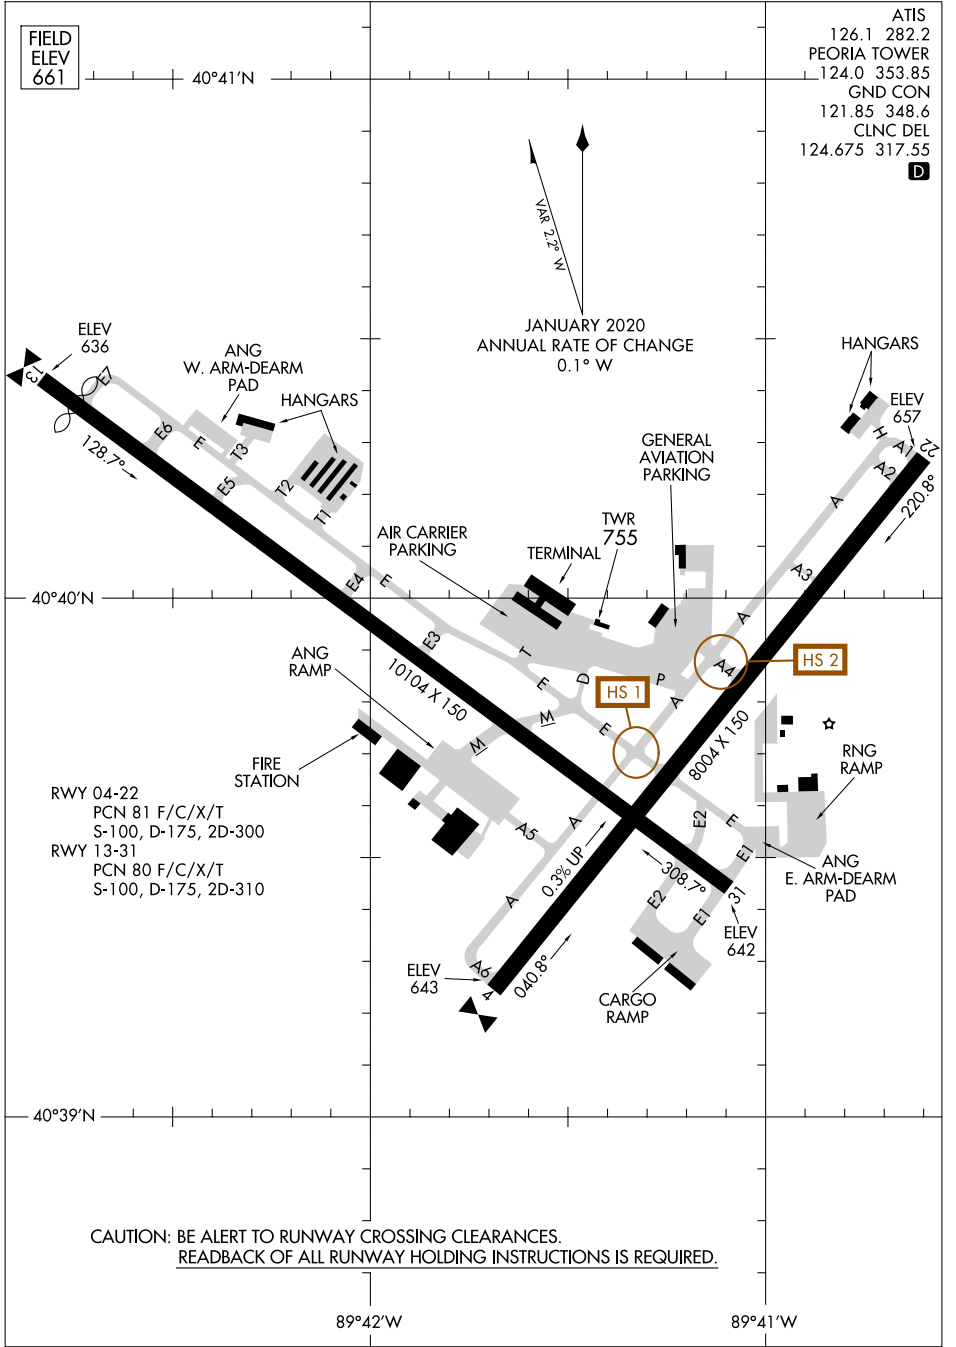 FIELD
ELEV
661
ATIS
126.1 282.2
PEORIA TOWER
124.0 353.85
GND CON
121.85 348.6
CLNC DEL
124.675 317.55
D
40°41'N
VAR 2.2° W
JANUARY 2020
ANNUAL RATE OF CHANGE
0.1° W
ELEV
636
13
E7
128.7°
ANG
W. ARM-DEARM
PAD
HANGARS
E6
E
T3
E5
T2
T1
E4
E
E3
HANGARS
ELEV
657
22
H
A1
A2
220.8°
A
A3
A
GENERAL
AVIATION
PARKING
TWR
755
TERMINAL
AIR CARRIER
PARKING
40°40'N
ANG
RAMP
10104 X 150
T
E
D
P
A4
HS 2
HS 1
M
M
E
A
8004 X 150
FIRE
STATION
RNG
RAMP
RWY 04-22
PCN 81 F/C/X/T
S-100, D-175, 2D-300
RWY 13-31
PCN 80 F/C/X/T
S-100, D-175, 2D-310
A5
A
0.3% UP
E2
E
E1
308.7°
31
ANG
E. ARM-DEARM
PAD
A
E2
E1
ELEV
642
A6
4
ELEV
643
040.8°
CARGO
RAMP
40°39'N
CAUTION: BE ALERT TO RUNWAY CROSSING CLEARANCES.
READBACK OF ALL RUNWAY HOLDING INSTRUCTIONS IS REQUIRED.
89°42'W
89°41'W